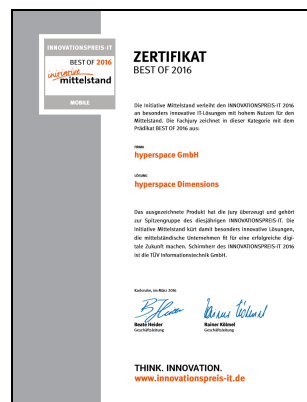 INNOVATIONSPREIS-IT
BEST OF 2016
initiative
mittelstand
MOBILE
ZERTIFIKAT
BEST OF 2016
Die Initiative Mittelstand verleiht den INNOVATIONSPREIS-IT 2016
an besonders innovative IT-Lösungen mit hohem Nutzen für den
Mittelstand. Die Fachjury zeichnet in dieser Kategorie mit dem
Prädikat BEST OF 2016 aus:
FIRMA
hyperspace GmbH
LÖSUNG
hyperspace Dimensions
Das ausgezeichnete Produkt hat die Jury überzeugt und gehört
zur Spitzengruppe des diesjährigen INNOVATIONSPREIS-IT. Die
Initiative Mittelstand kürt damit besonders innovative Lösungen,
die mittelständische Unternehmen fit für eine erfolgreiche digi-
tale Zukunft machen. Schirmherr des INNOVATIONSPREIS-IT 2016
ist die TÜV Informationstechnik GmbH.
Karlsruhe, im März 2016
Beate Heider
Rainer Kölmel
Geschäftsleitung
Geschäftsleitung
THINK. INNOVATION.
www.innovationspreis-it.de